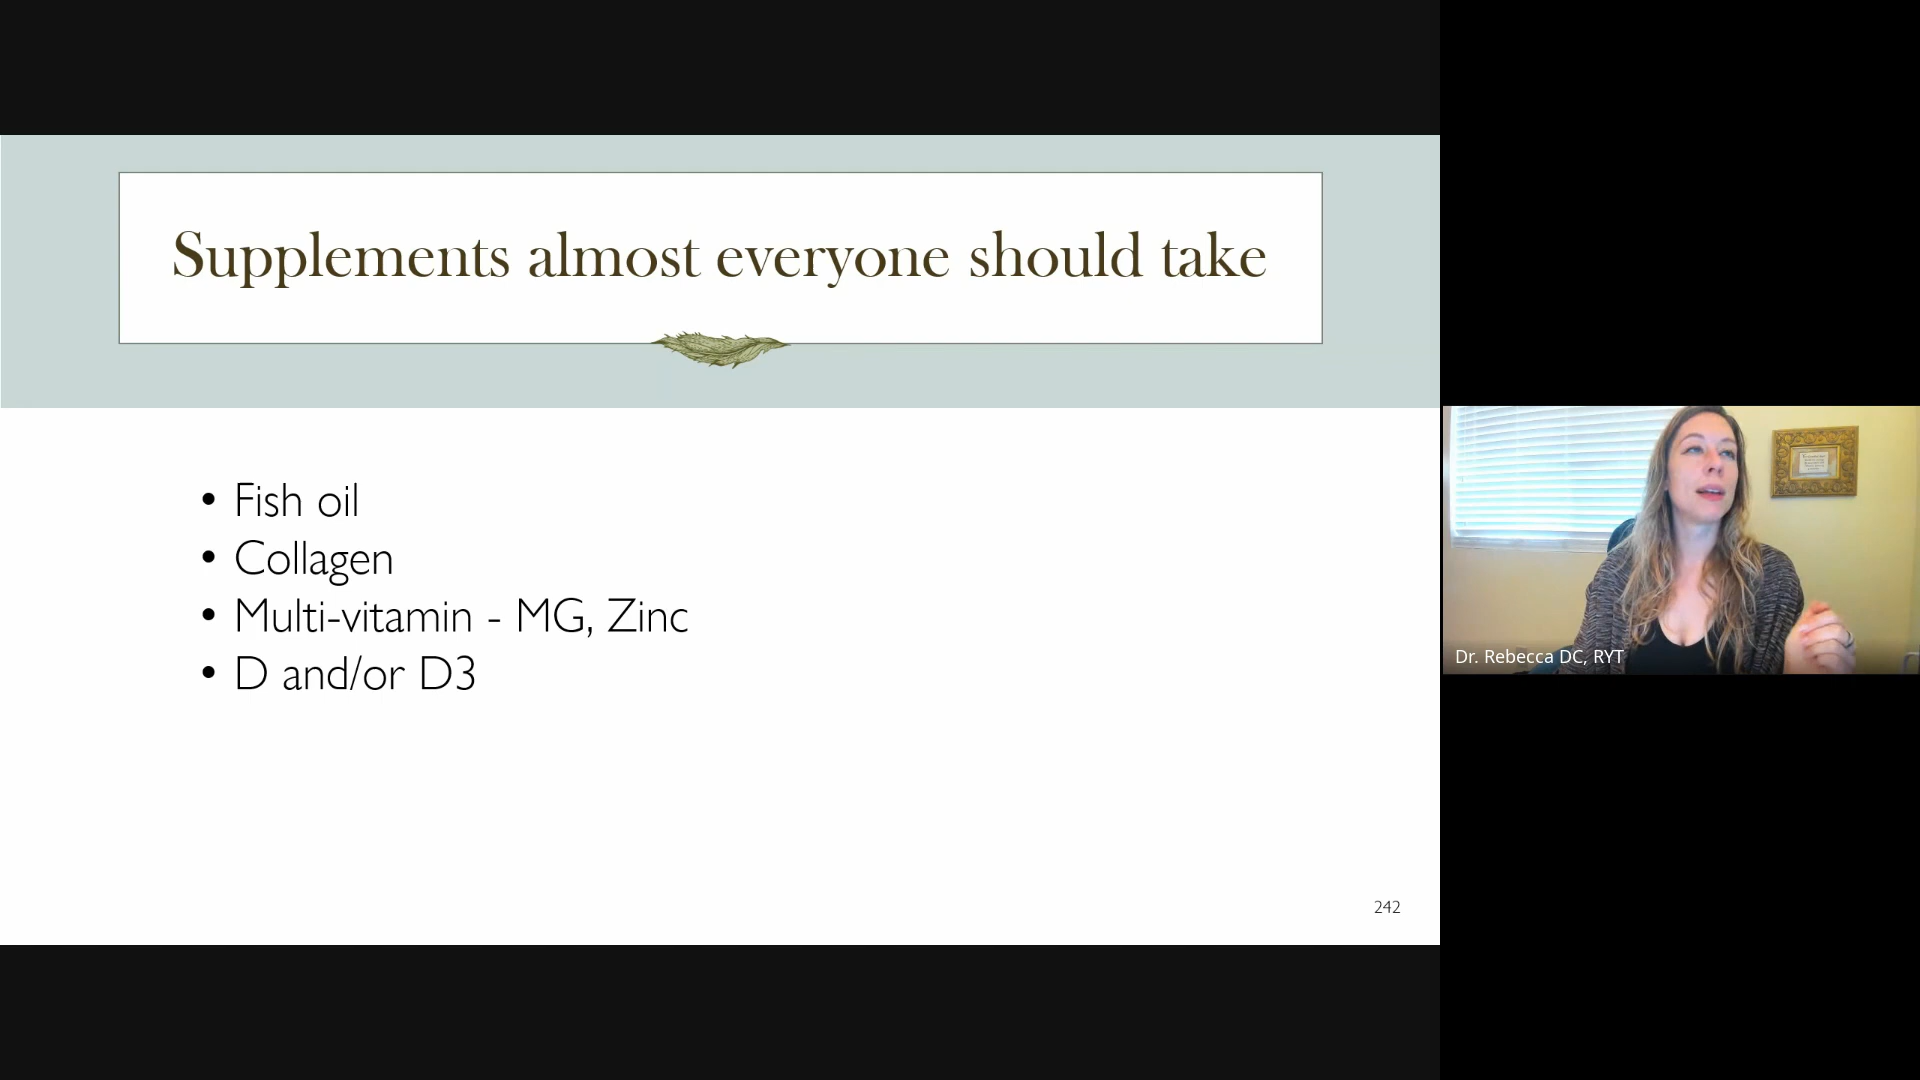 Supplements almost everyone should take
• Fish oil
• Collagen
• Multi-vitamin - MG, Zinc
• D and/or D3
242
Dr. Rebecca DC, RYT